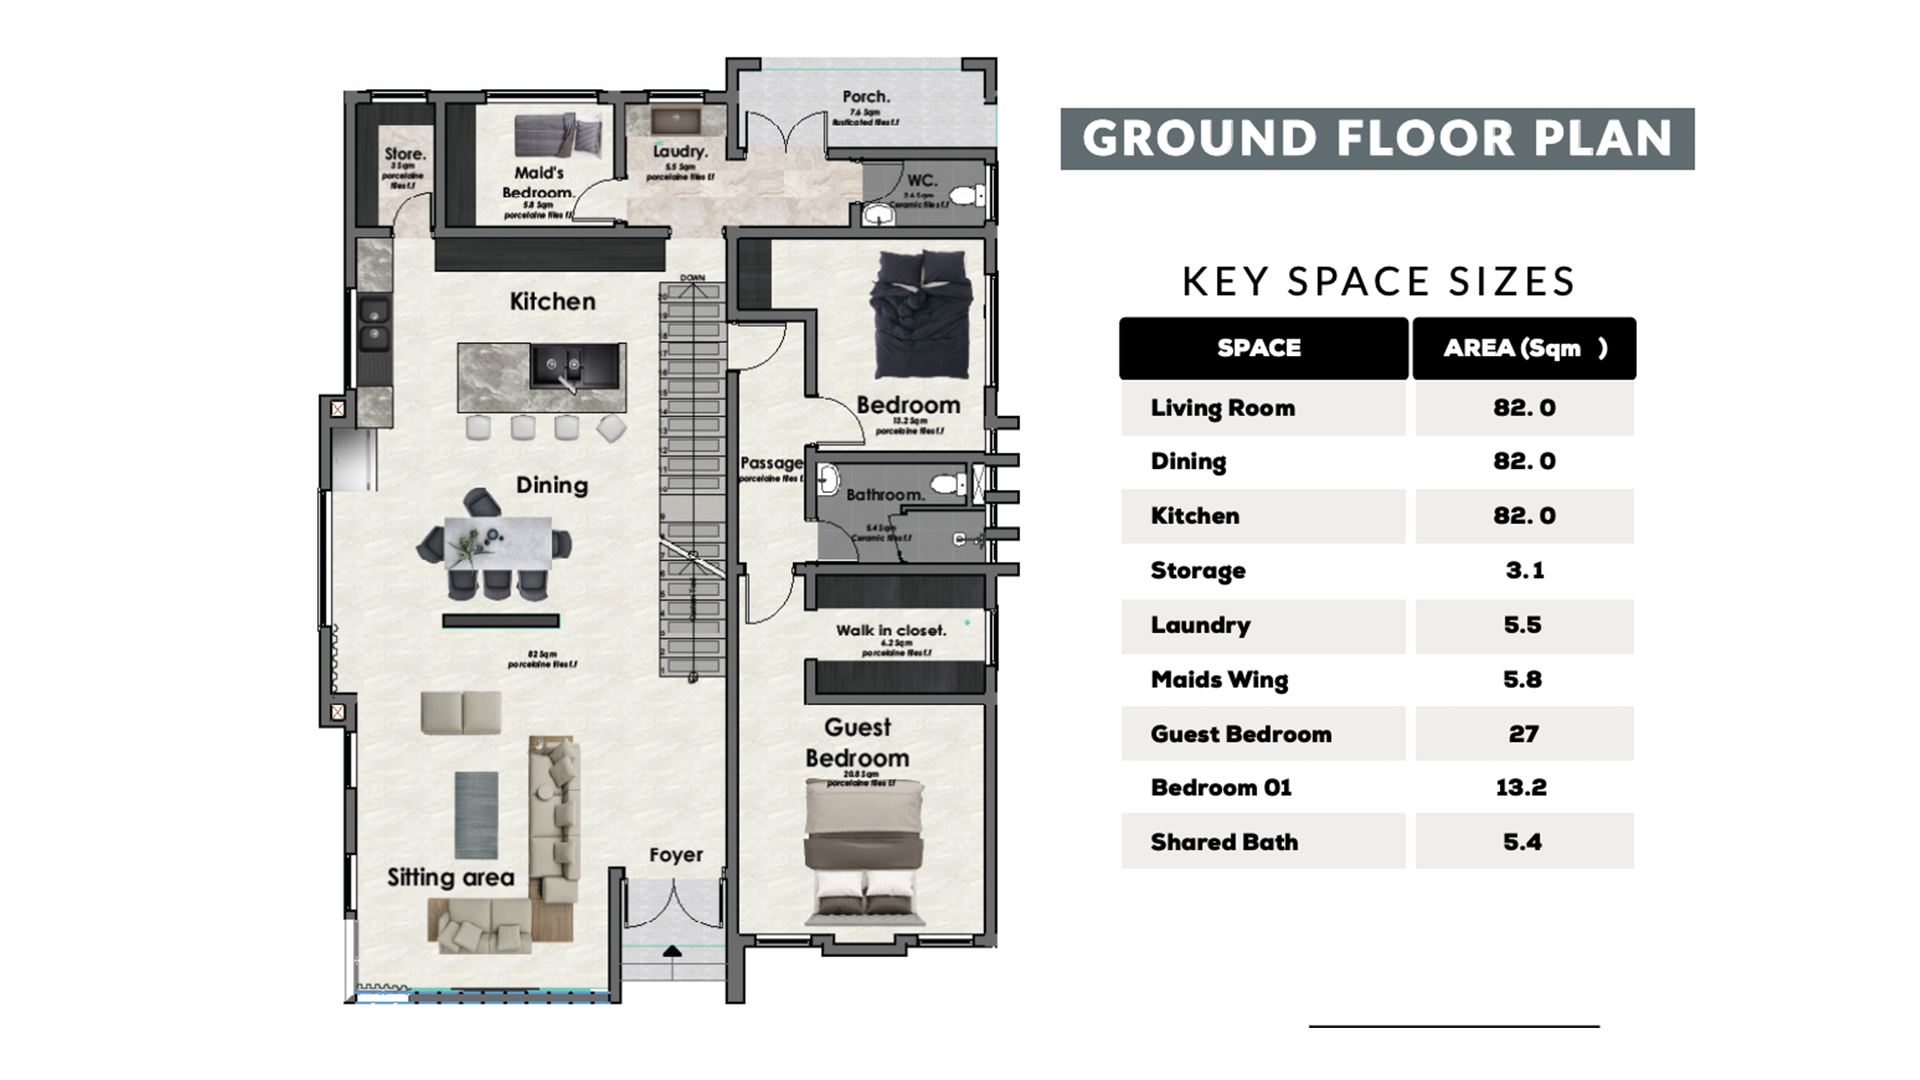 Porch.
7.6 Sqm
Rusticated tiles f.f
Store.
3 Sqm
porcelaine
tiles f.f
Maid's
Bedroom.
5.8 Sqm
porcelaine tiles f.f
Laudry.
5.5 Sqm
porcelaine tiles f.f
WC.
Ceramic tiles f.f
DOWN
Kitchen
Bedroom
13.2 Sqm
porcelaine tiles f.f
Dining
Passage
porcelaine tiles f.
Bathroom.
5.4 Sqm
Ceramic tiles f.f
82 Sqm
porcelaine tiles f.f
Walk in closet.
6.2 Sqm
porcelaine tiles f.f
Guest
Bedroom
20.8 Sqm
porcelaine tiles f.f
Foyer
Sitting area
GROUND FLOOR PLAN
KEY SPACE SIZES
SPACE AREA (Sqm )
Living Room 82. 0
Dining 82. 0
Kitchen 82. 0
Storage 3.1
Laundry 5.5
Maids Wing 5.8
Guest Bedroom 27
Bedroom 01 13.2
Shared Bath 5.4